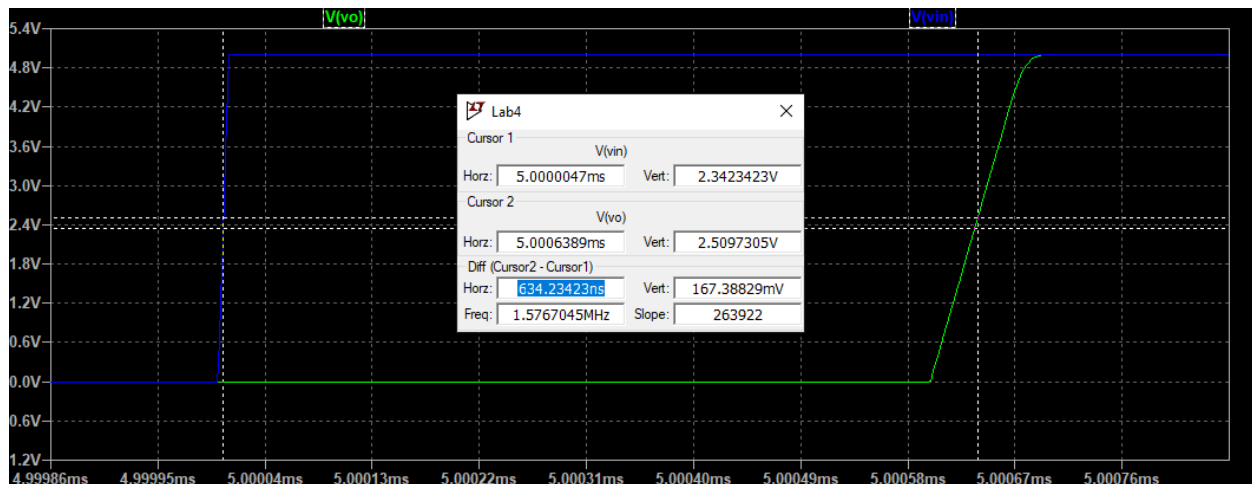 V(vo) V(vin)
5.4V
4.8V
4.2V
3.6V
3.0V
2.4V
1.8V
1.2V
0.6V
0.0V
0.6V
1.2V
Lab4
Cursor 1
V(vin)
Horz: 5.0000047ms Vert: 2.3423423V
Cursor 2
V(vo)
Horz: 5.0006389ms Vert: 2.5097305V
Diff (Cursor2 - Cursor1)
Horz: 634.23423ns Vert: 167.38829mV
Freq: 1.5767045MHz Slope: 263922
4.99986ms 4.99995ms 5.00004ms 5.00013ms 5.00022ms 5.00031ms 5.00040ms 5.00049ms 5.00058ms 5.00067ms 5.00076ms